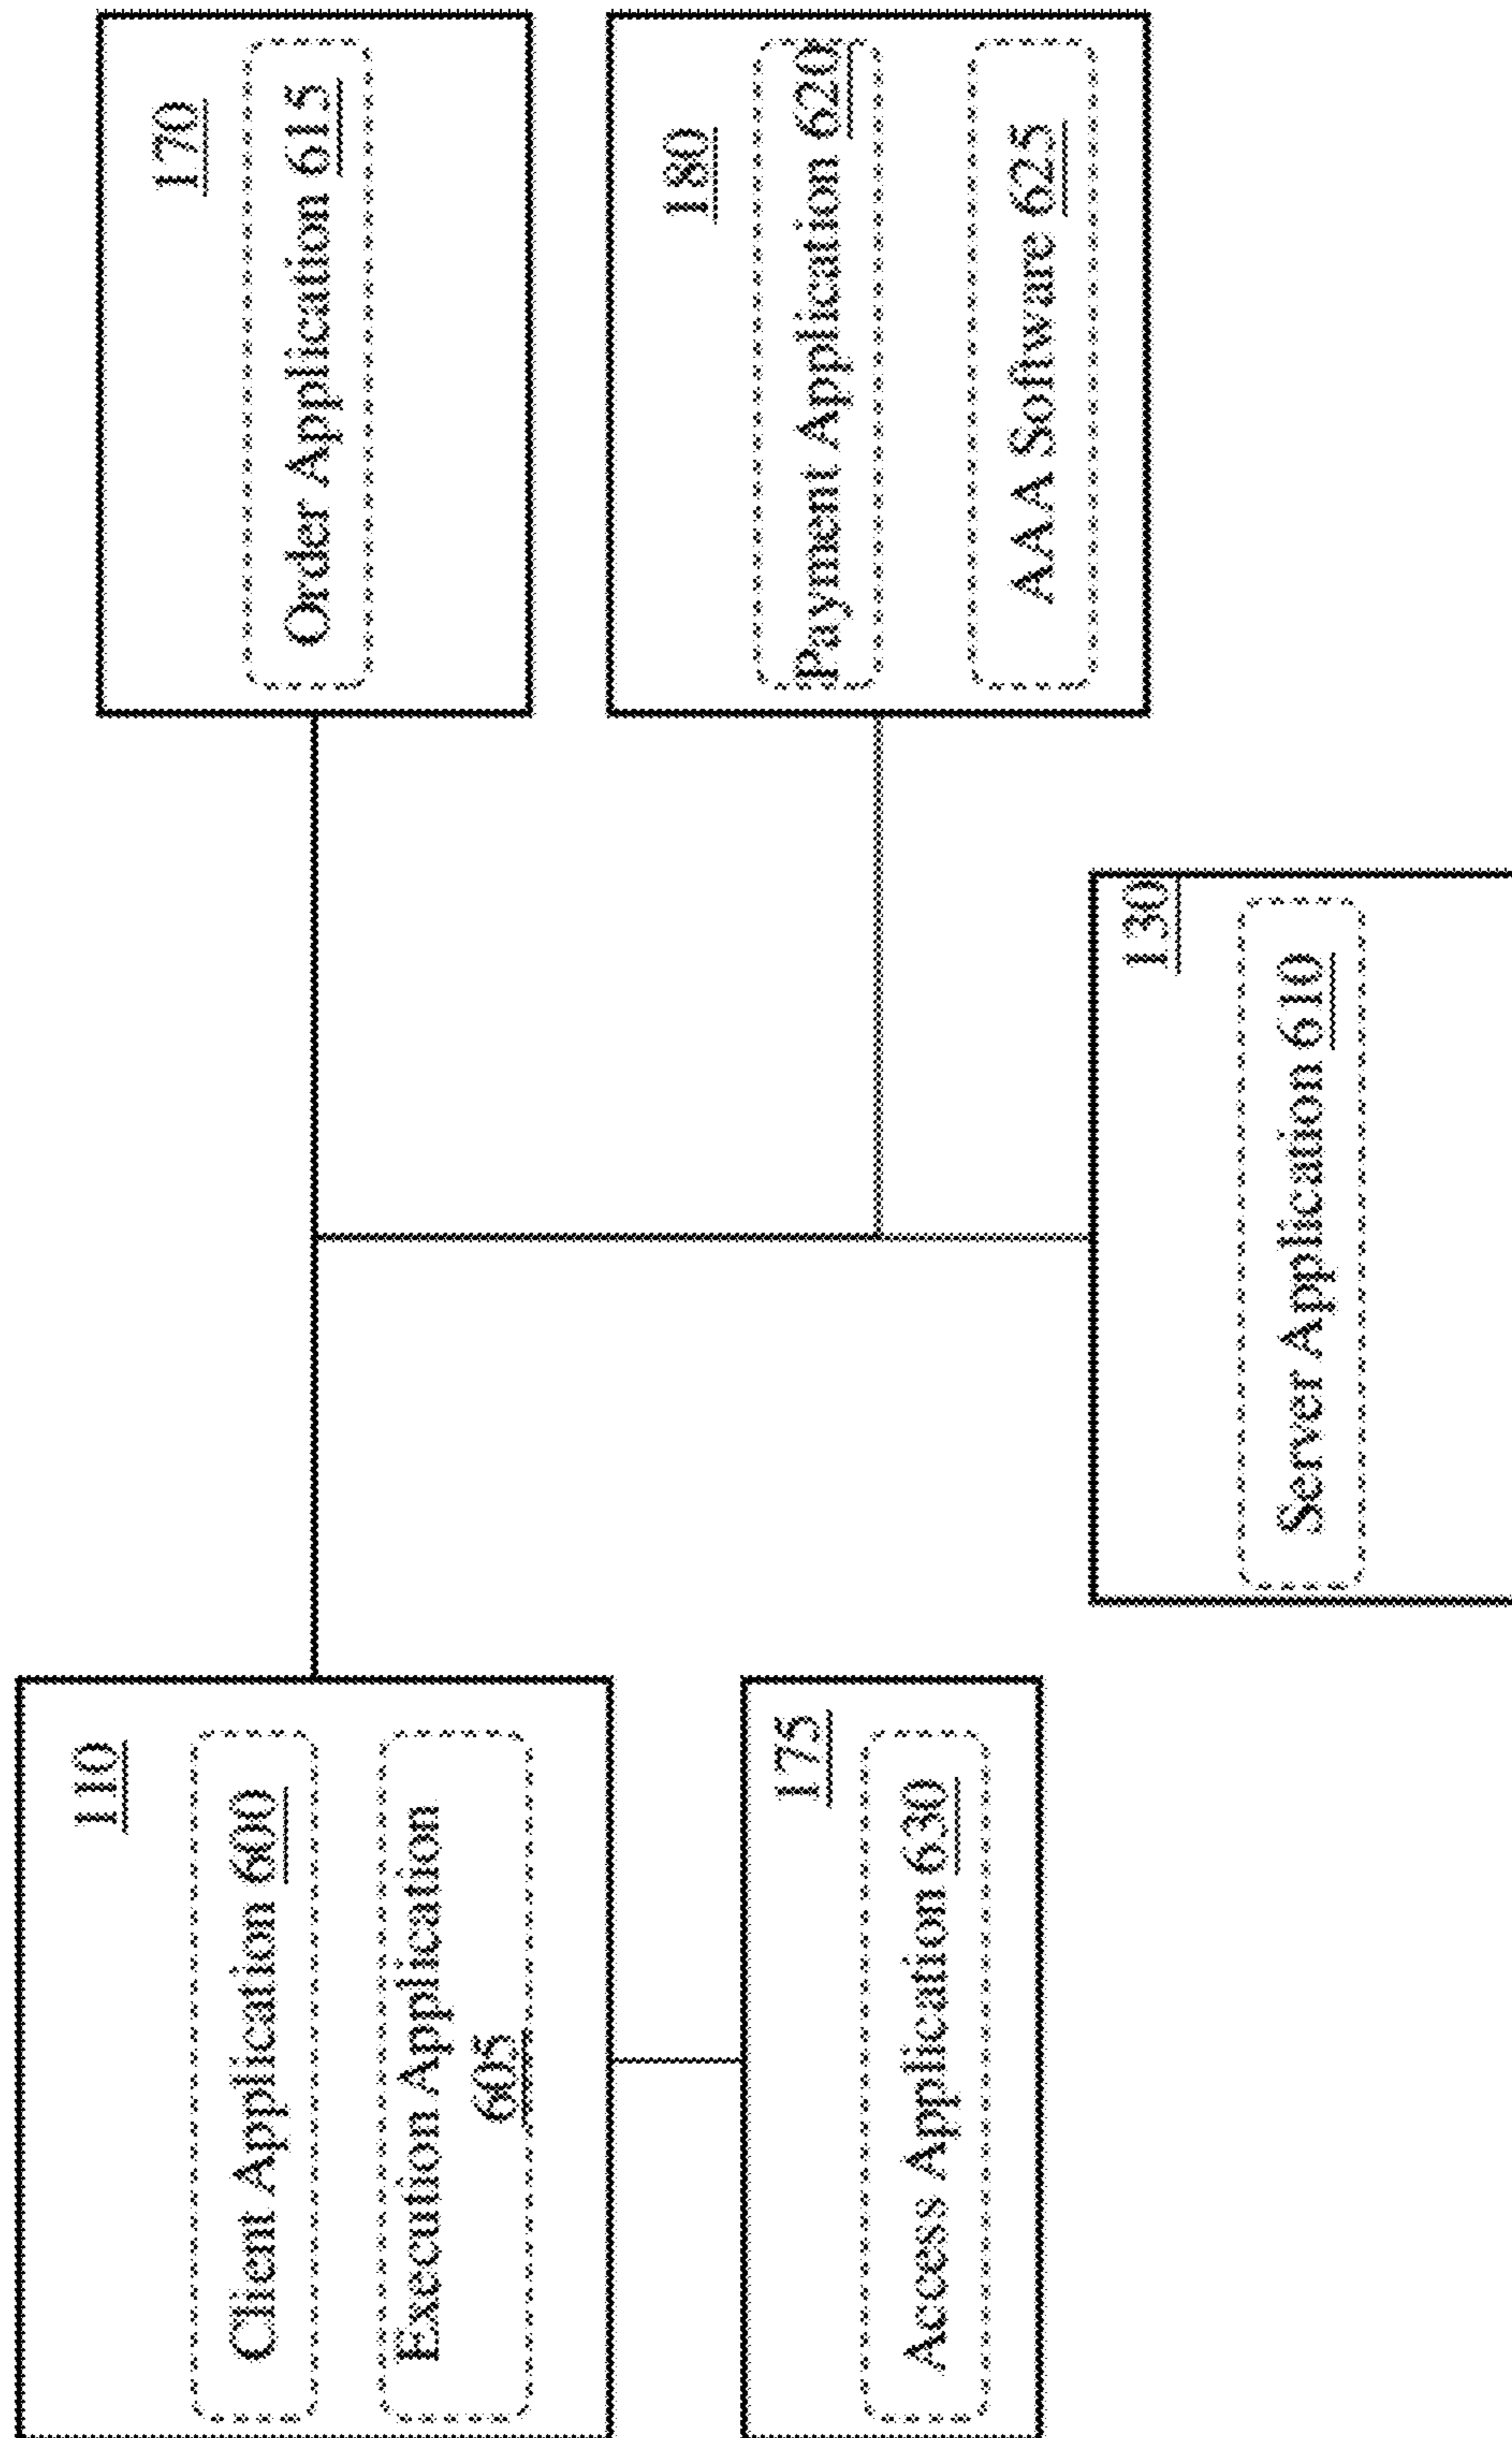 110
Client Application 600
Execution Application
605
175
Access Application 630
130
Server Application 610
170
Order Application 615
180
Payment Application 620
AAA Software 625